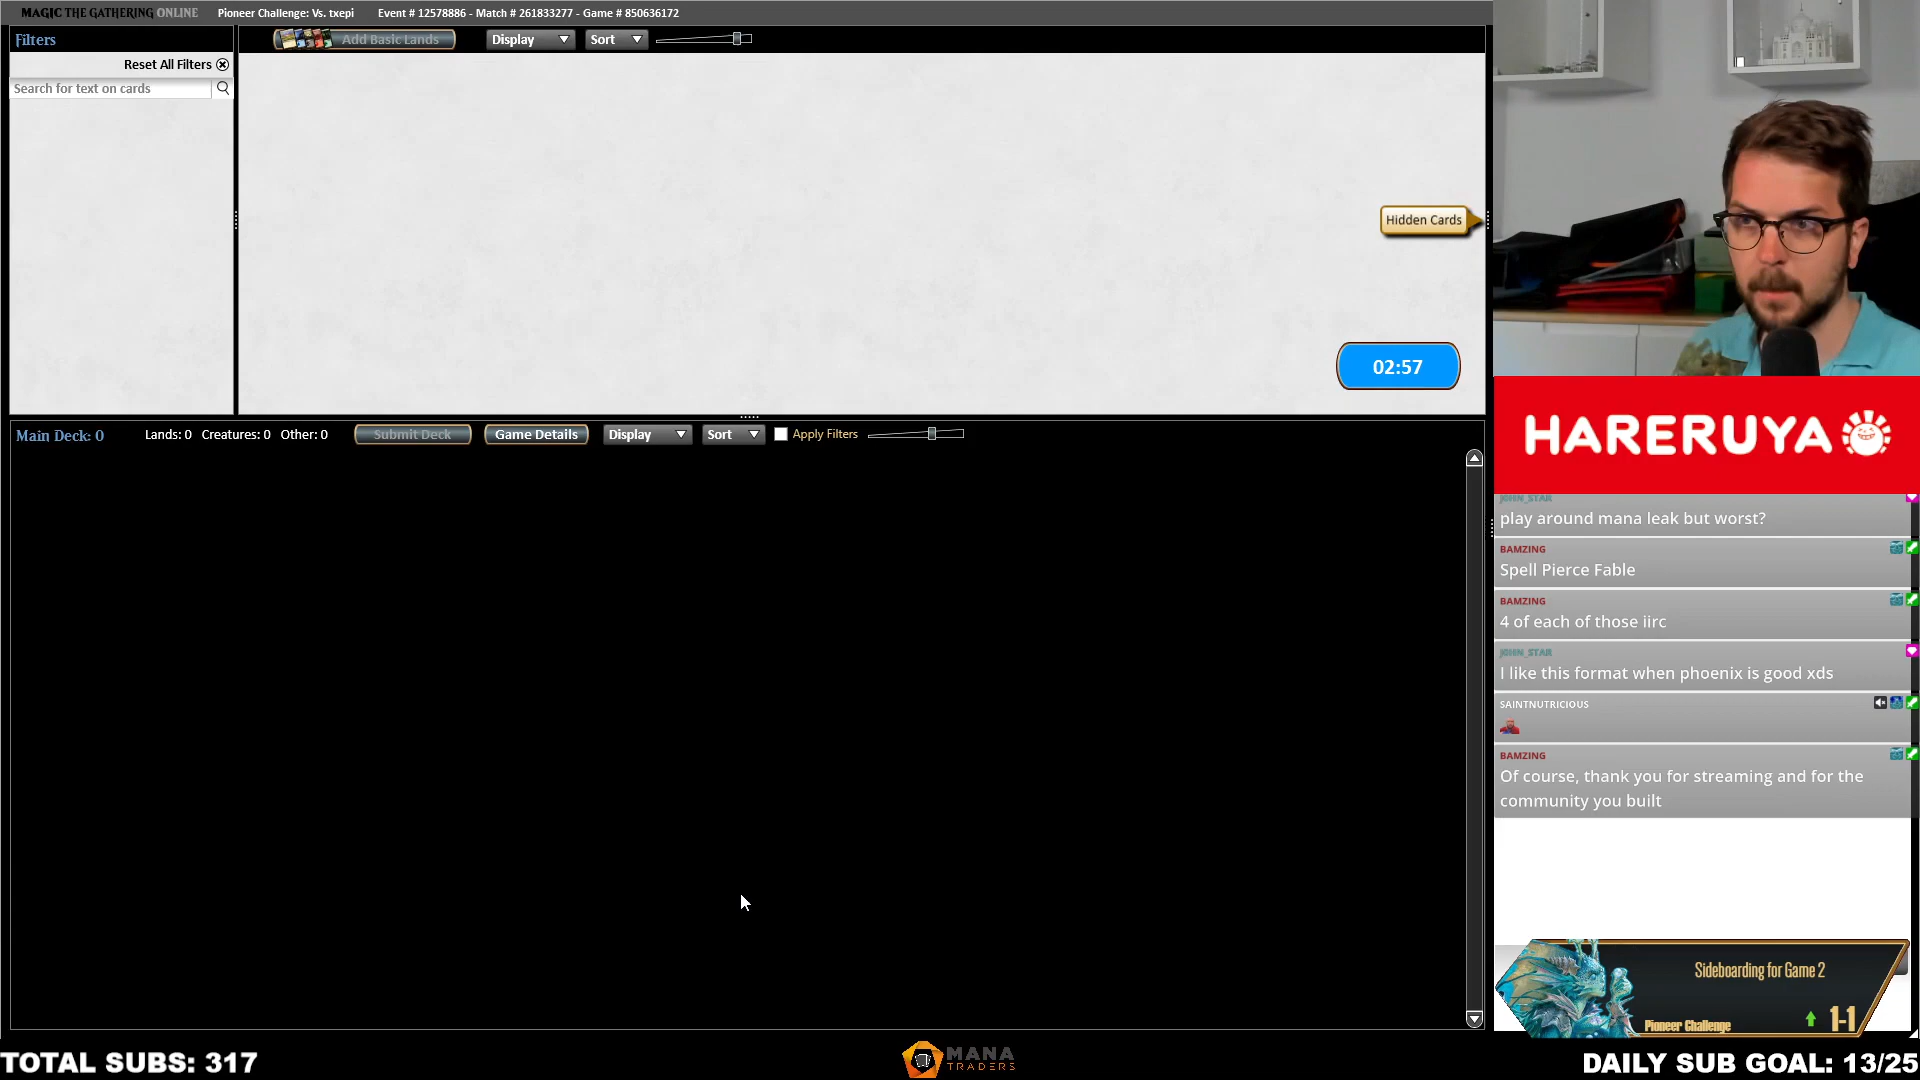 MAGIC THE GATHERING ONLINE Pioneer Challenge: Vs. txepi Event # 12578886 - Match # 261833277 - Game # 850636172
Filters
Add Basic Lands Display Sort
Reset All Filters
Search for text on cards
Hidden Cards
02:57
Main Deck: 0 Lands: 0 Creatures: 0 Other: 0 Submit Deck Game Details Display Sort Apply Filters
HARERUYA
JOHN_STAR
play around mana leak but worst?
BAMZING
Spell Pierce Fable
BAMZING
4 of each of those iirc
JOHN_STAR
I like this format when phoenix is good xds
SAINTNUTRICIOUS
BAMZING
Of course, thank you for streaming and for the
community you built
Sideboarding for Game 2
Pioneer Challenge 1-1
TOTAL SUBS: 317
MANA
TRADERS
DAILY SUB GOAL: 13/25